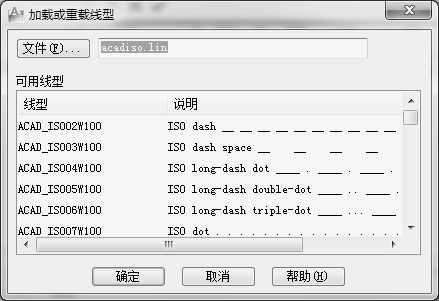 加载或重载线型
文件(F)... acadiso.lin
可用线型
线型 说明
ACAD_ISO02W100 ISO dash __ __ __ __ __ __ __ __ __ __ __
ACAD_ISO03W100 ISO dash space __ __ __ __
ACAD_ISO04W100 ISO long-dash dot ____ . ____ . ____ .
ACAD_ISO05W100 ISO long-dash double-dot ____ .. ____ .
ACAD_ISO06W100 ISO long-dash triple-dot ____ ... ____
ACAD_ISO07W100 ISO dot . . . . . . . . . . . . . . .
确定 取消 帮助(H)